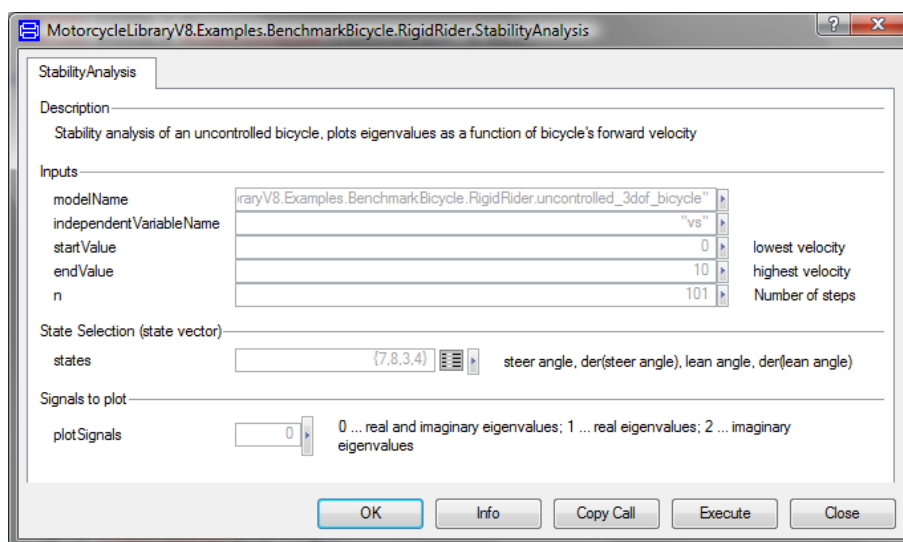 MotorcycleLibraryV8.Examples.BenchmarkBicycle.RigidRider.StabilityAnalysis
StabilityAnalysis
Description
Stability analysis of an uncontrolled bicycle, plots eigenvalues as a function of bicycle's forward velocity
Inputs
modelName raryV8.Examples.BenchmarkBicycle.RigidRider.uncontrolled_3dof_bicycle"
independentVariableName "vs"
startValue 0 lowest velocity
endValue 10 highest velocity
n 101 Number of steps
State Selection (state vector)
states {7,8,3,4} steer angle, der(steer angle), lean angle, der(lean angle)
Signals to plot
plotSignals 0 0 ... real and imaginary eigenvalues; 1 ... real eigenvalues; 2 ... imaginary
eigenvalues
OK Info Copy Call Execute Close